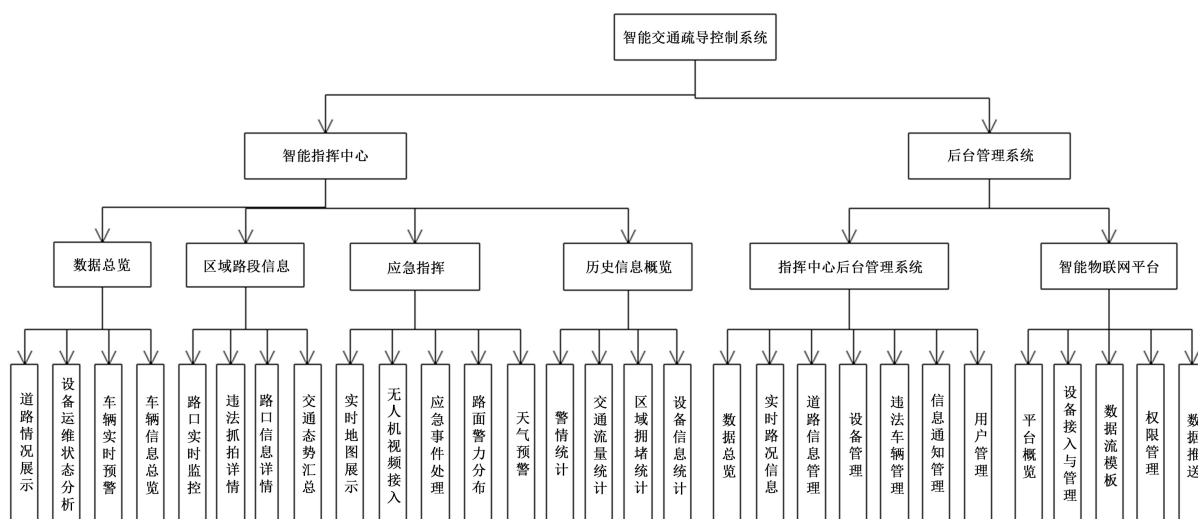 智能交通疏导控制系统
智能指挥中心
后台管理系统
数据总览
区域路段信息
应急指挥
历史信息概览
指挥中心后台管理系统
智能物联网平台
道路情况展示
设备运维状态分析
车辆实时预警
车辆信息总览
路口实时监控
违法抓拍详情
路口信息详情
交通态势汇总
实时地图展示
无人机视频接入
应急事件处理
路面警力分布
天气预警
警情统计
交通流量统计
区域拥堵统计
设备信息统计
数据总览
实时路况信息
道路信息管理
设备管理
违法车辆管理
信息通知管理
用户管理
平台概览
设备接入与管理
数据流模板
权限管理
数据推送